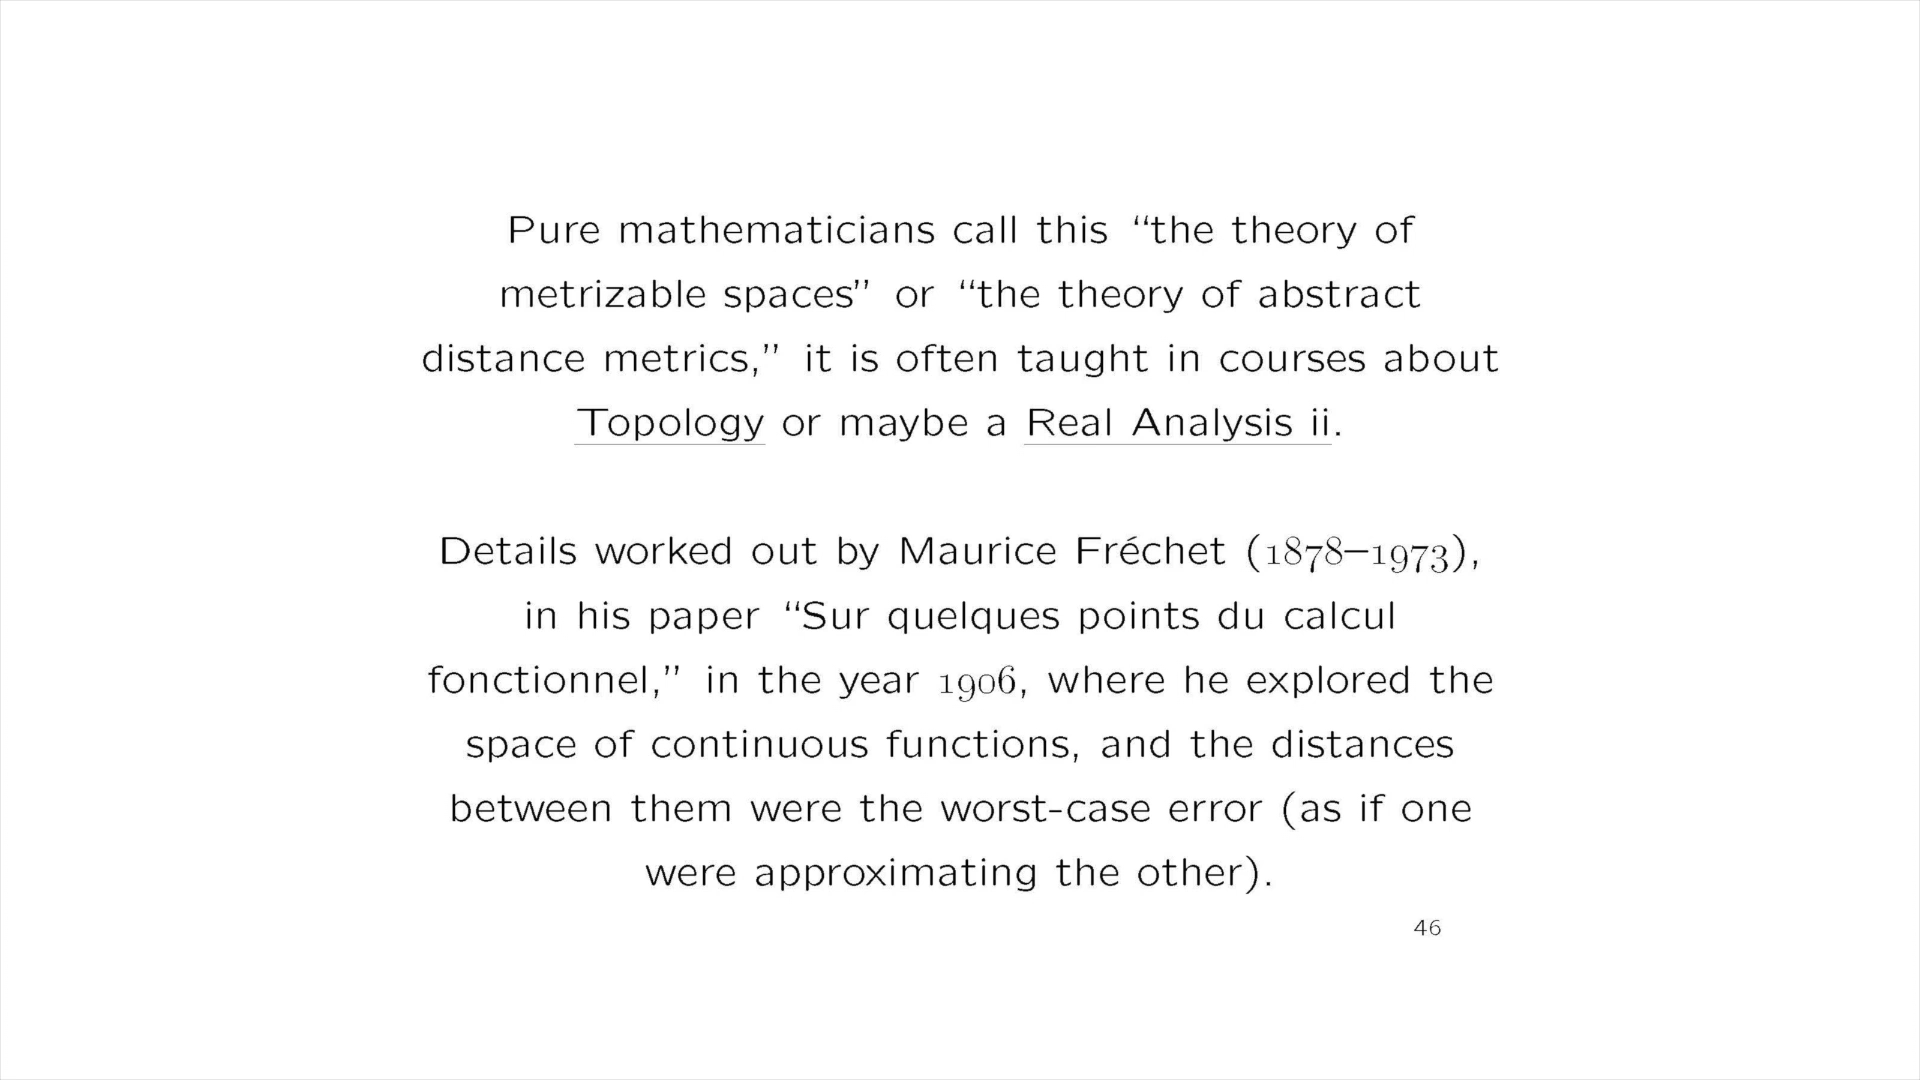 Pure mathematicians call this “the theory of
metrizable spaces” or “the theory of abstract
distance metrics,” it is often taught in courses about
Topology or maybe a Real Analysis ii.
Details worked out by Maurice Fréchet (1878–1973),
in his paper “Sur quelques points du calcul
fonctionnel,” in the year 1906, where he explored the
space of continuous functions, and the distances
between them were the worst-case error (as if one
were approximating the other).
46